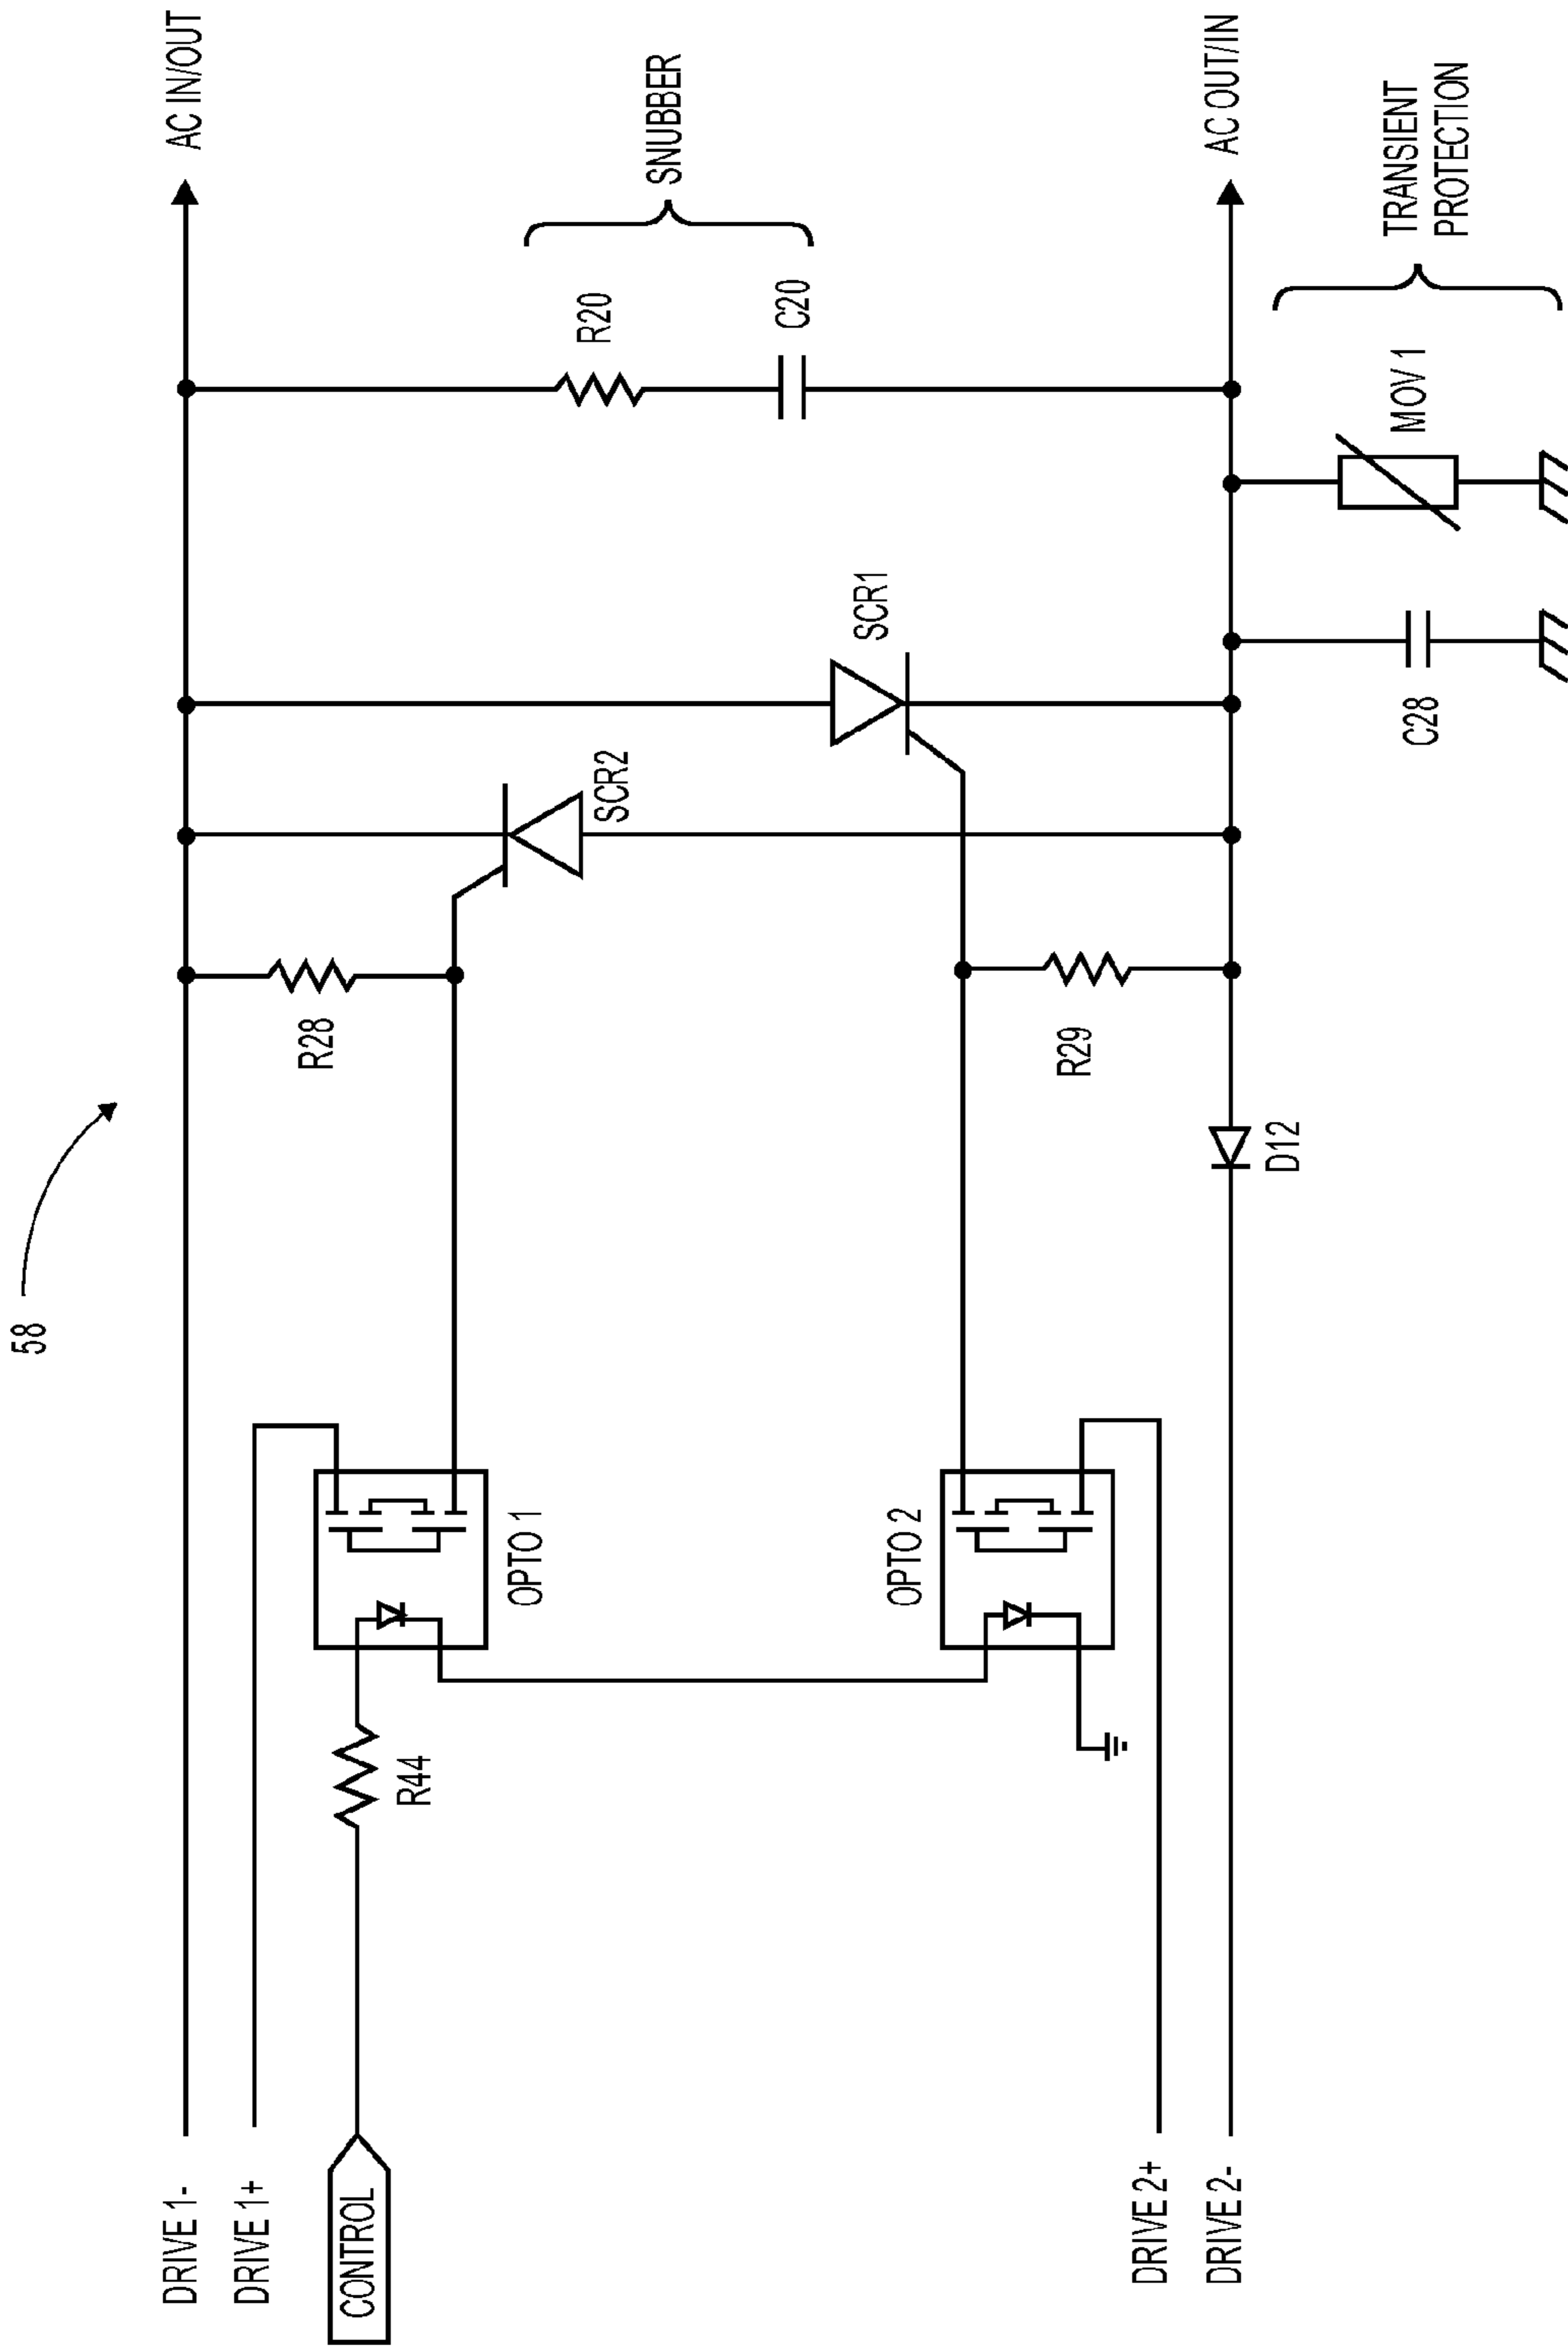 58
DRIVE 1-
DRIVE 1+
CONTROL
R44
OPTO 1
R28
SCR2
SCR1
R20
C20
SNUBBER
AC IN/OUT
OPTO 2
R29
DRIVE 2+
DRIVE 2-
D12
C28
MOV 1
AC OUT/IN
TRANSIENT
PROTECTION